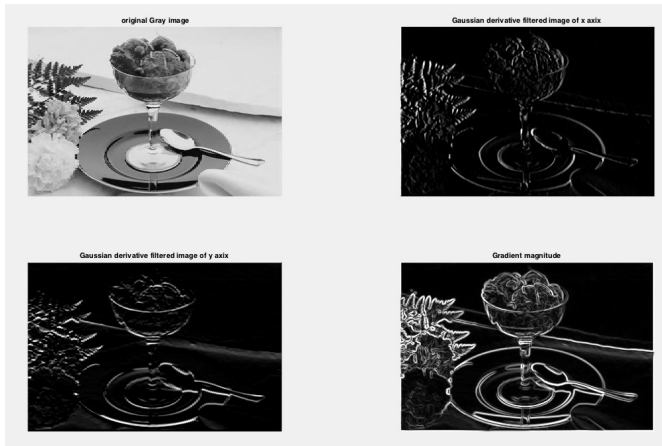 original Gray image
Gaussian derivative filtered image of x axix
Gaussian derivative filtered image of y axix
Gradient magnitude